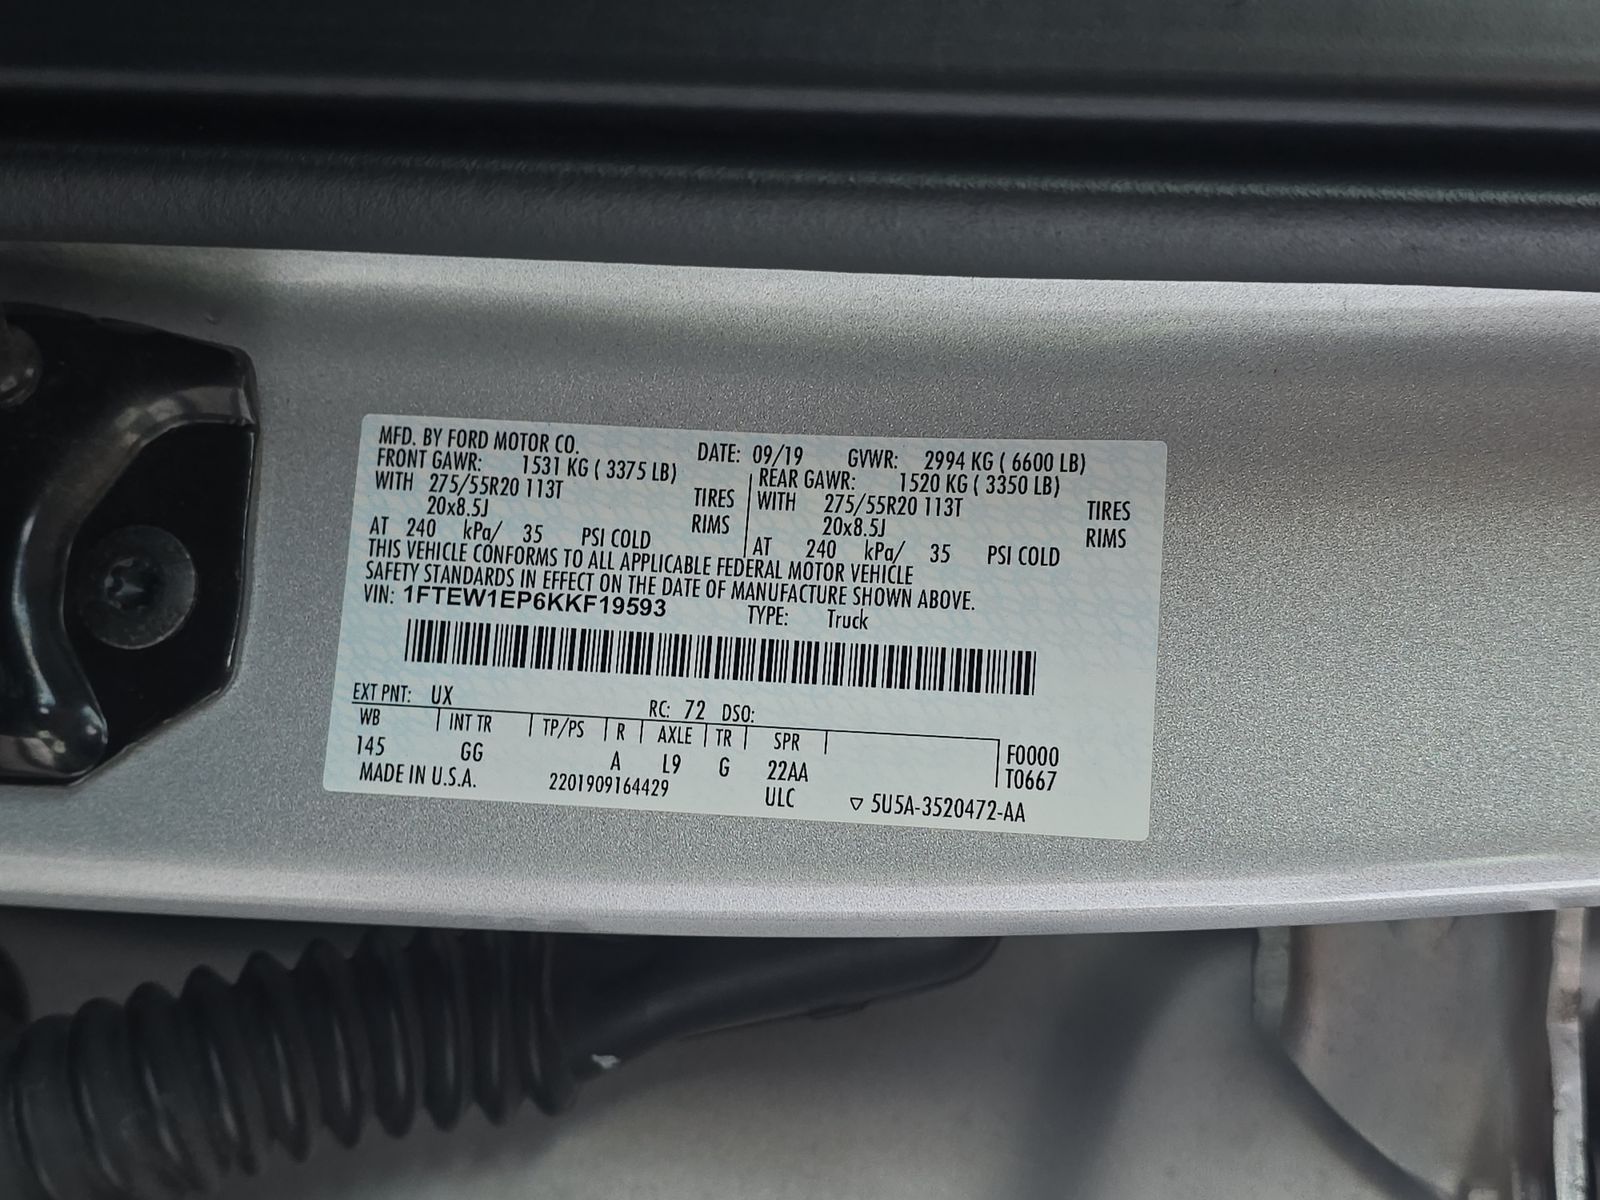 MFD. BY FORD MOTOR CO. DATE: 09/19 GVWR: 2994 KG ( 6600 LB)
FRONT GAWR: 1531 KG ( 3375 LB) REAR GAWR: 1520 KG ( 3350 LB)
WITH 275/55R20 113T TIRES WITH 275/55R20 113T TIRES
20x8.5J RIMS 20x8.5J RIMS
AT 240 kPa/ 35 PSI COLD AT 240 kPa/ 35 PSI COLD
THIS VEHICLE CONFORMS TO ALL APPLICABLE FEDERAL MOTOR VEHICLE
SAFETY STANDARDS IN EFFECT ON THE DATE OF MANUFACTURE SHOWN ABOVE.
VIN: 1FTEW1EP6KKF19593 TYPE: Truck
EXT PNT: UX RC: 72 DSO:
WB INT TR TP/PS R AXLE TR SPR F0000
145 GG A L9 G 22AA T0667
MADE IN U.S.A. 2201909164429 ULC ▽ 5U5A-3520472-AA